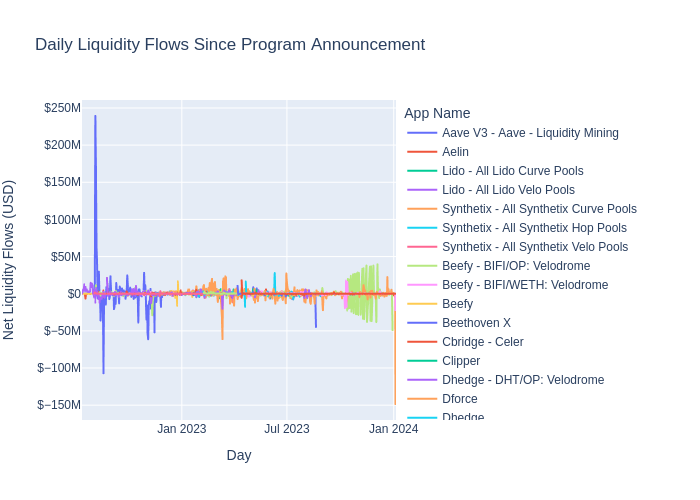 Daily Liquidity Flows Since Program Announcement
Net Liquidity Flows (USD)
$250M
$200M
$150M
$100M
$50M
$0
−$50M
−$100M
−$150M
Jan 2023
Jul 2023
Jan 2024
Day
App Name
Aave V3 - Aave - Liquidity Mining
Aelin
Lido - All Lido Curve Pools
Lido - All Lido Velo Pools
Synthetix - All Synthetix Curve Pools
Synthetix - All Synthetix Hop Pools
Synthetix - All Synthetix Velo Pools
Beefy - BIFI/OP: Velodrome
Beefy - BIFI/WETH: Velodrome
Beefy
Beethoven X
Cbridge - Celer
Clipper
Dhedge - DHT/OP: Velodrome
Dforce
Dhedge